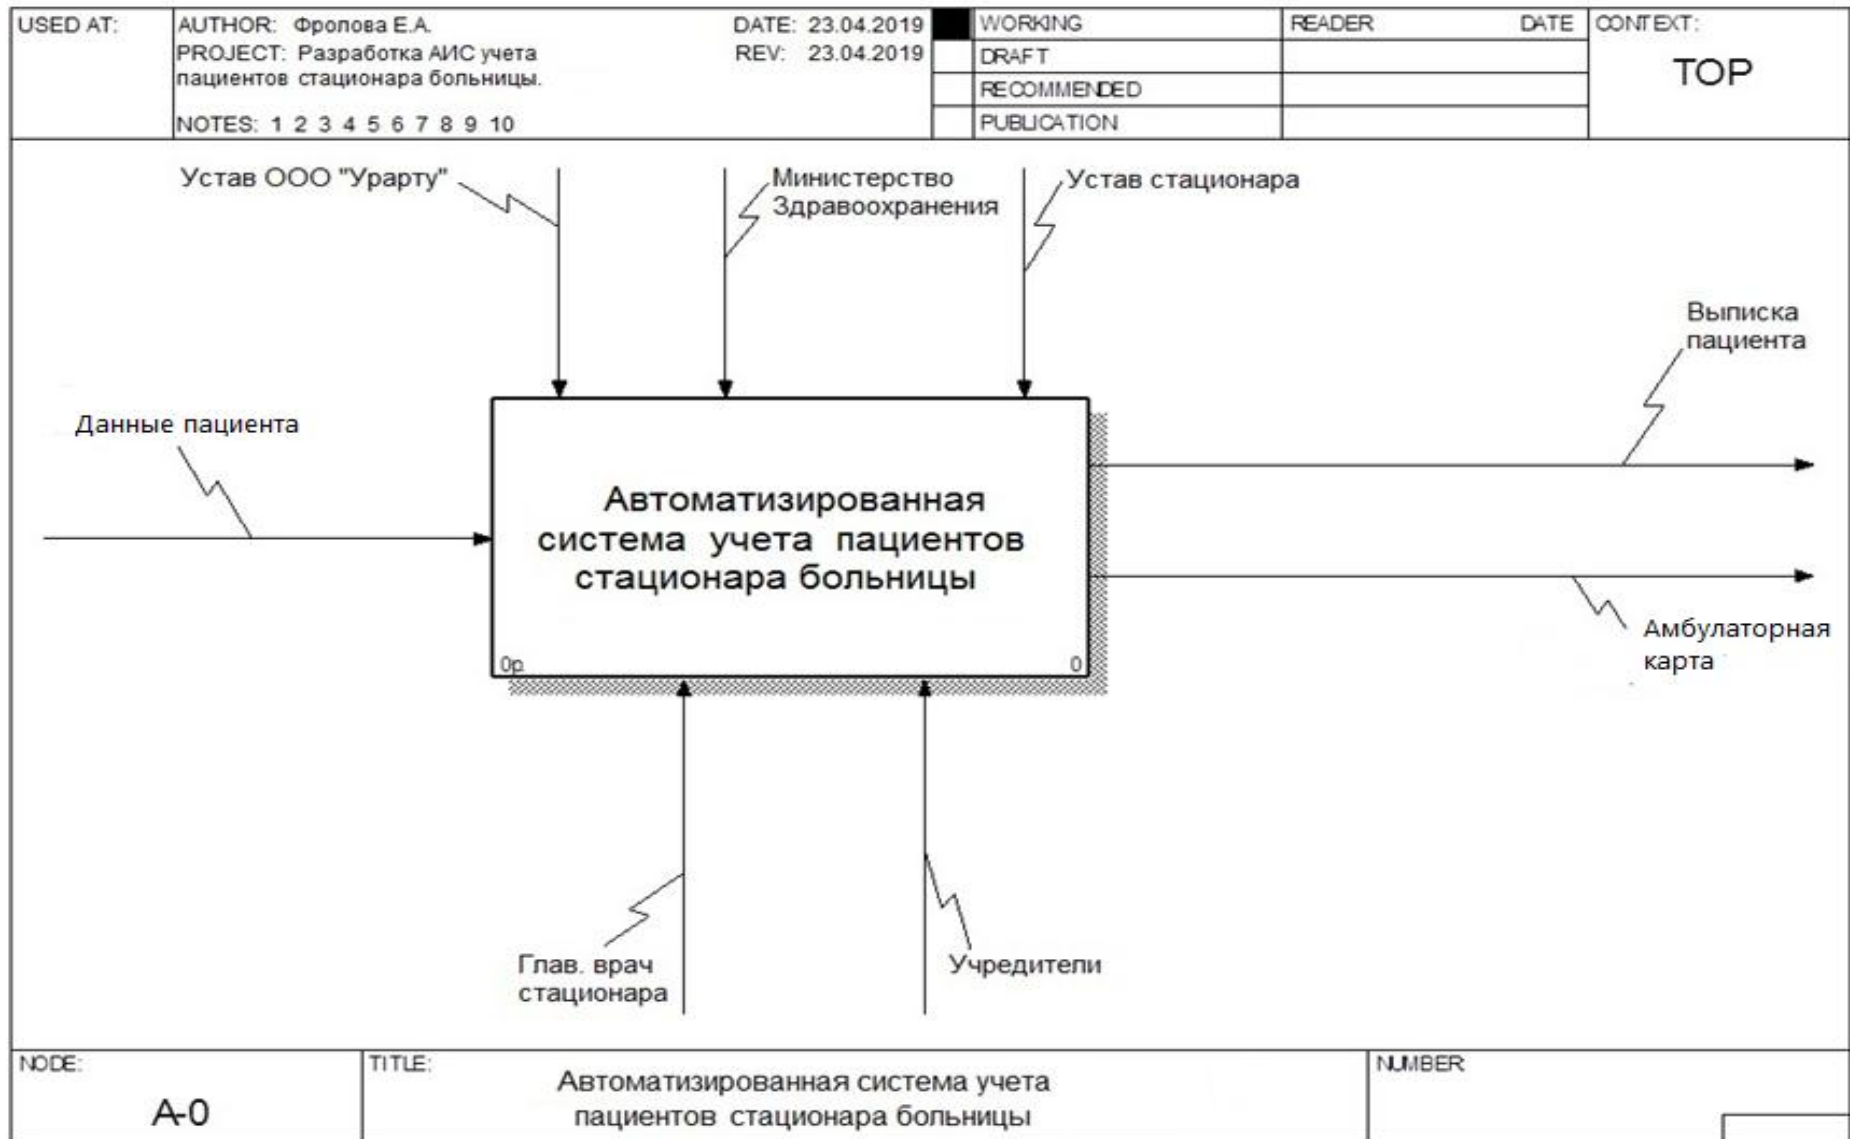 USED AT:
AUTHOR: Фролова Е.А.
DATE: 23.04.2019
PROJECT: Разработка АИС учета
REV: 23.04.2019
пациентов стационара больницы.
NOTES: 1 2 3 4 5 6 7 8 9 10
WORKING
DRAFT
RECOMMENDED
PUBLICATION
READER DATE
CONTEXT:
TOP
Устав ООО "Урарту"
Министерство
Здравоохранения
Устав стационара
Выписка
пациента
Данные пациента
Автоматизированная
система учета пациентов
стационара больницы
0р. 0
Амбулаторная
карта
Глав. врач
стационара
Учредители
NODE:
A-0
TITLE:
Автоматизированная система учета
пациентов стационара больницы
NUMBER